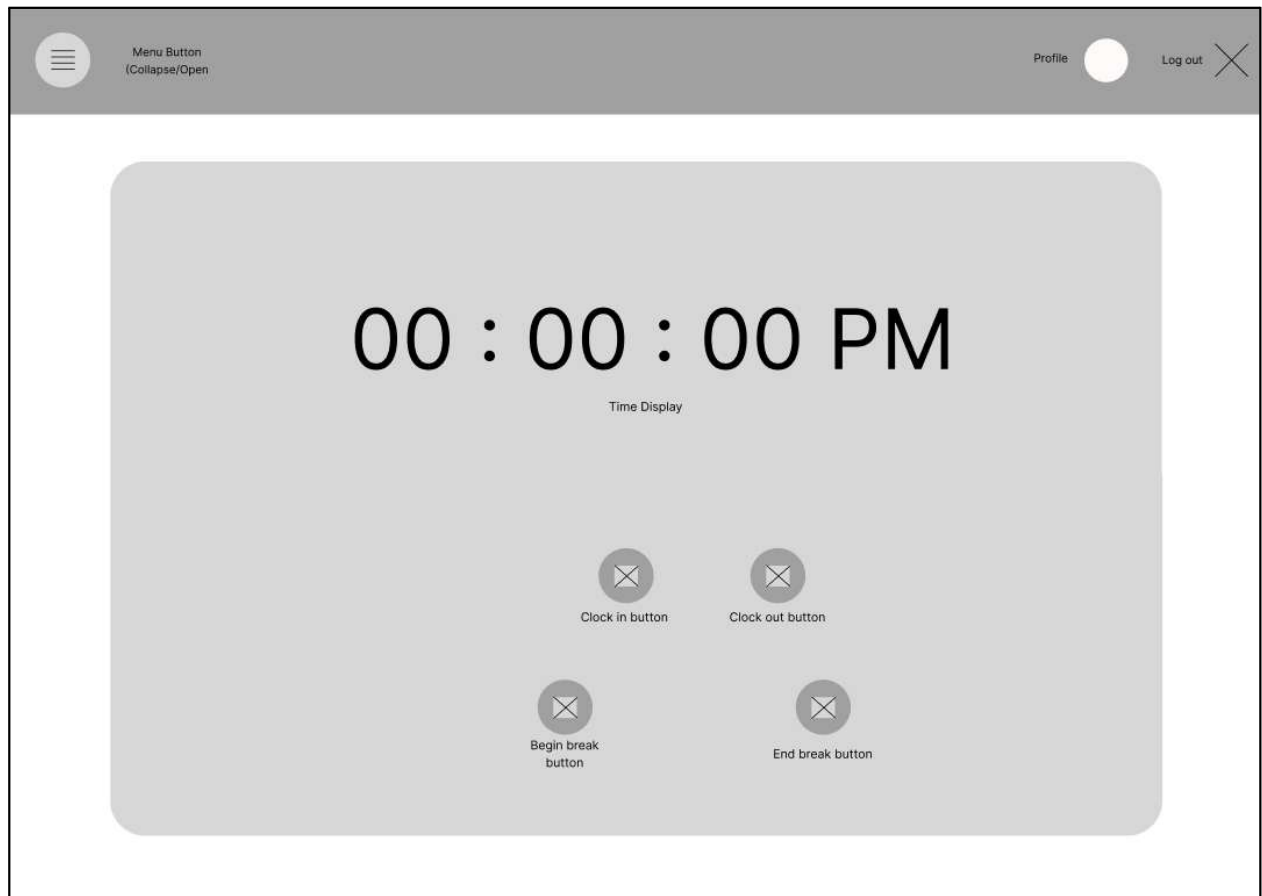 Menu Button
(Collapse/Open
Profile
Log out
00 : 00 : 00 PM
Time Display
Clock in button
Clock out button
Begin break
button
End break button